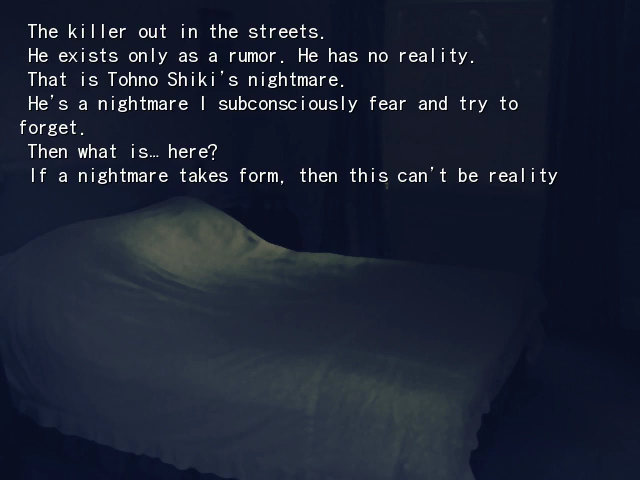 The killer out in the streets.
He exists only as a rumor. He has no reality.
That is Tohno Shiki's nightmare.
He's a nightmare I subconsciously fear and try to
forget.
Then what is… here?
If a nightmare takes form, then this can't be reality